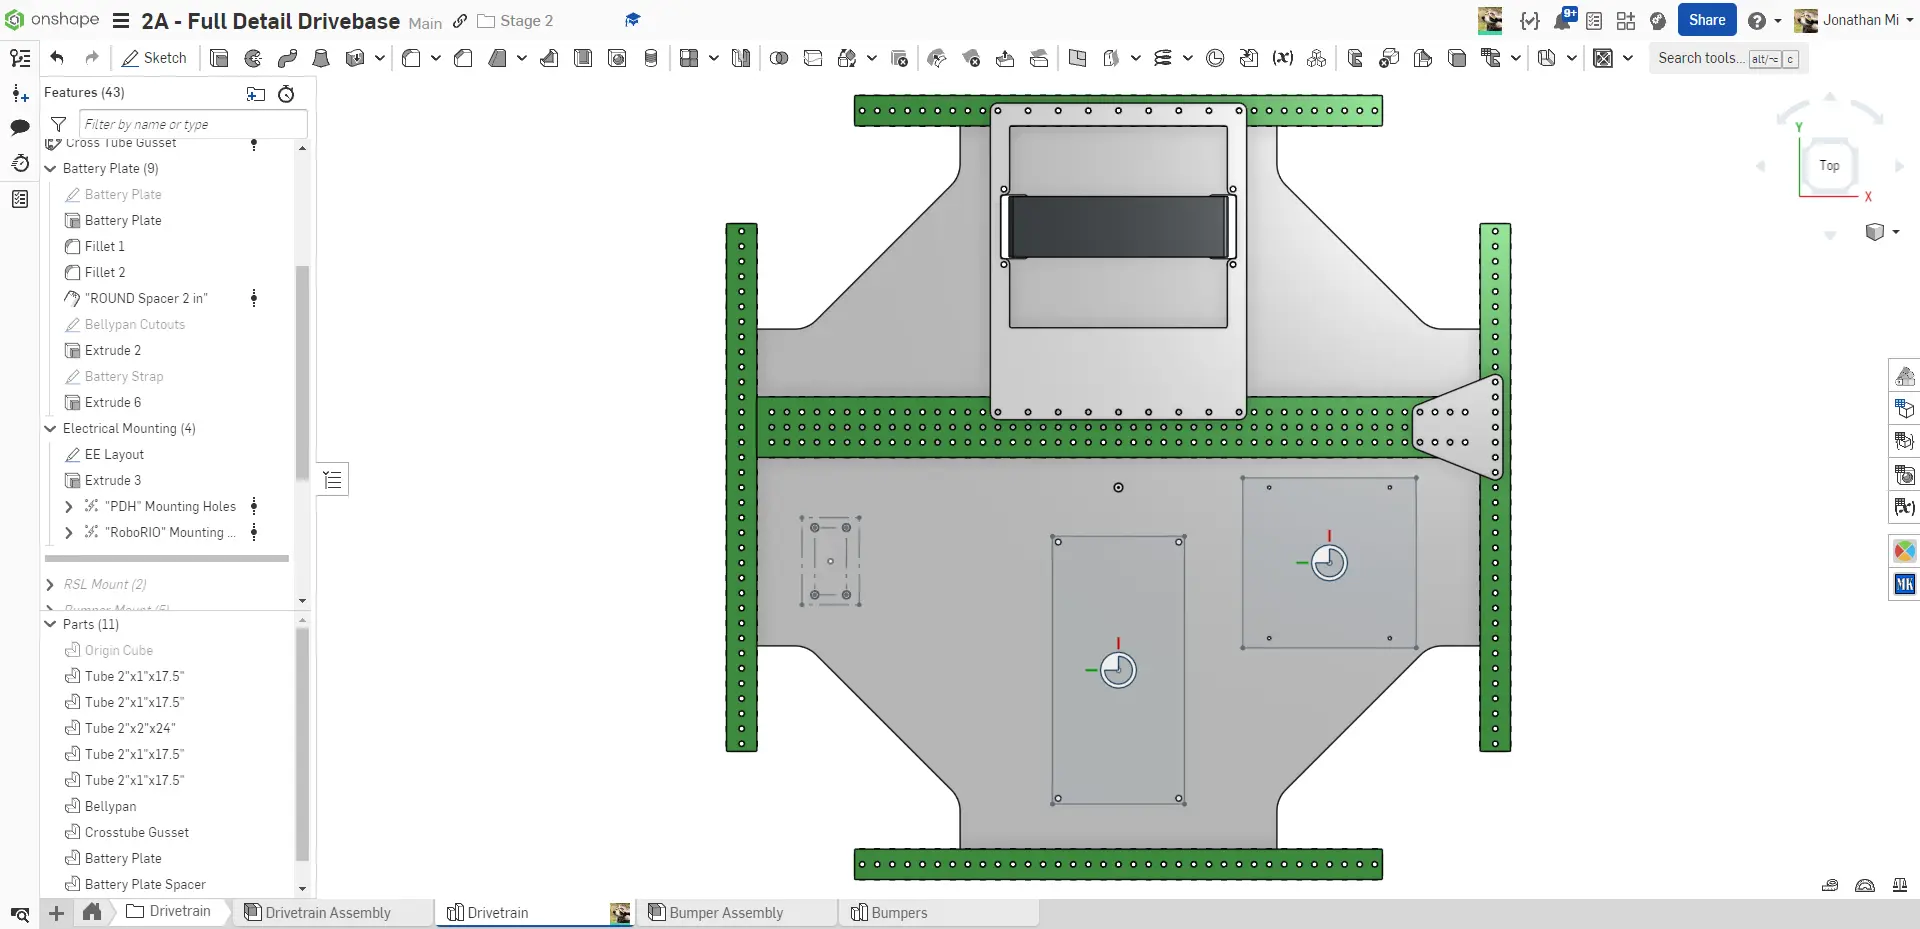 onshape 2A - Full Detail Drivebase Main Stage 2 9+ Share Jonathan Mi
Sketch Search tools... alt/⌥ c
Features (43)
Filter by name or type
Cross Tube Gusset
Battery Plate (9)
Battery Plate
Battery Plate
Fillet 1
Fillet 2
"ROUND Spacer 2 in"
Bellypan Cutouts
Extrude 2
Battery Strap
Extrude 6
Electrical Mounting (4)
EE Layout
Extrude 3
"PDH" Mounting Holes
"RoboRIO" Mounting ...
RSL Mount (2)
Bumper Mount (5)
Parts (11)
Origin Cube
Tube 2"x1"x17.5"
Tube 2"x1"x17.5"
Tube 2"x2"x24"
Tube 2"x1"x17.5"
Tube 2"x1"x17.5"
Bellypan
Crosstube Gusset
Battery Plate
Battery Plate Spacer
Y
Top
X
MK
Drivetrain Drivetrain Assembly Drivetrain Bumper Assembly Bumpers